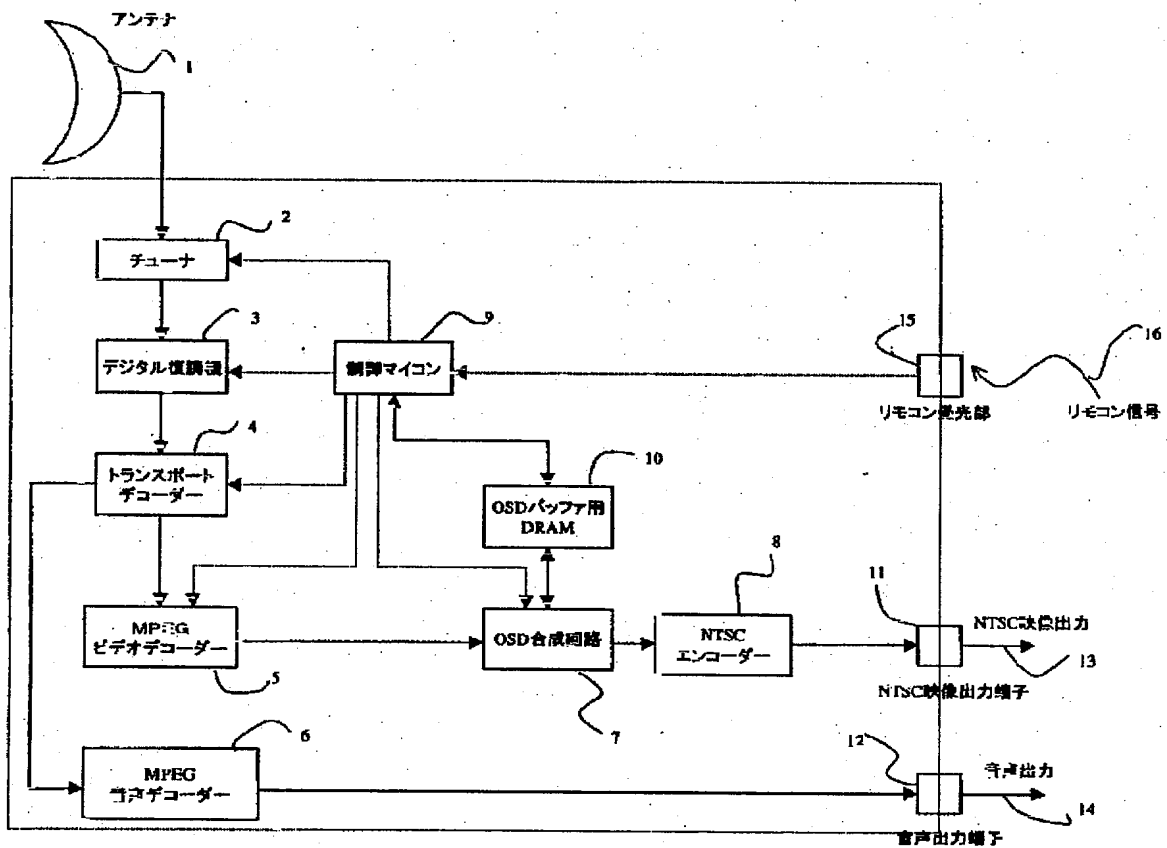 アンテナ
1
2
チューナ
3
デジタル復調器
9
制御マイコン
15
リモコン受光部
16
リモコン信号
4
トランスポート
デコーダー
10
OSDバッファ用
DRAM
MPEG
ビデオデコーダー
5
OSD合成回路
7
8
NTSC
エンコーダー
11
NTSC映像出力
13
NTSC映像出力端子
6
MPEG
音声デコーダー
12
音声出力
14
音声出力端子